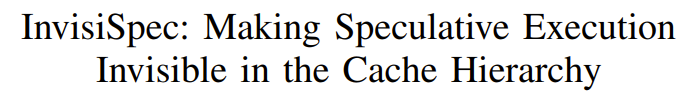 InvisiSpec: Making Speculative Execution
Invisible in the Cache Hierarchy